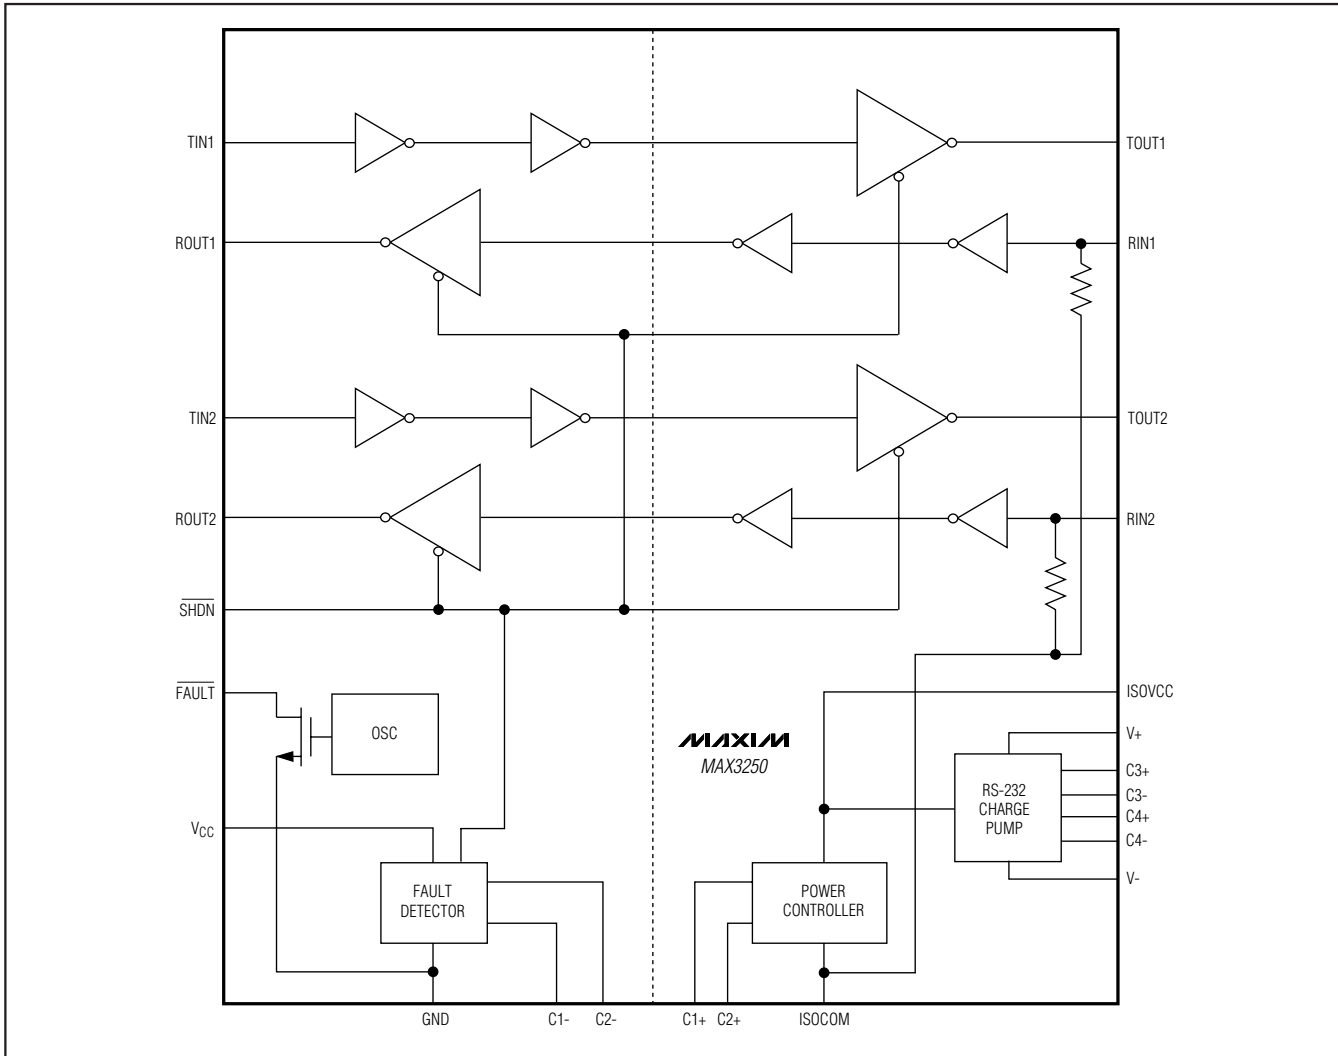 TIN1
TOUT1
ROUT1
RIN1
TIN2
TOUT2
ROUT2
RIN2
SHDN
FAULT
ISOVCC
OSC
V+
MAXIM
MAX3250
C3+
RS-232
CHARGE
PUMP
C3-
C4+
VCC
C4-
V-
FAULT
DETECTOR
POWER
CONTROLLER
GND
C1-
C2-
C1+
C2+
ISOCOM